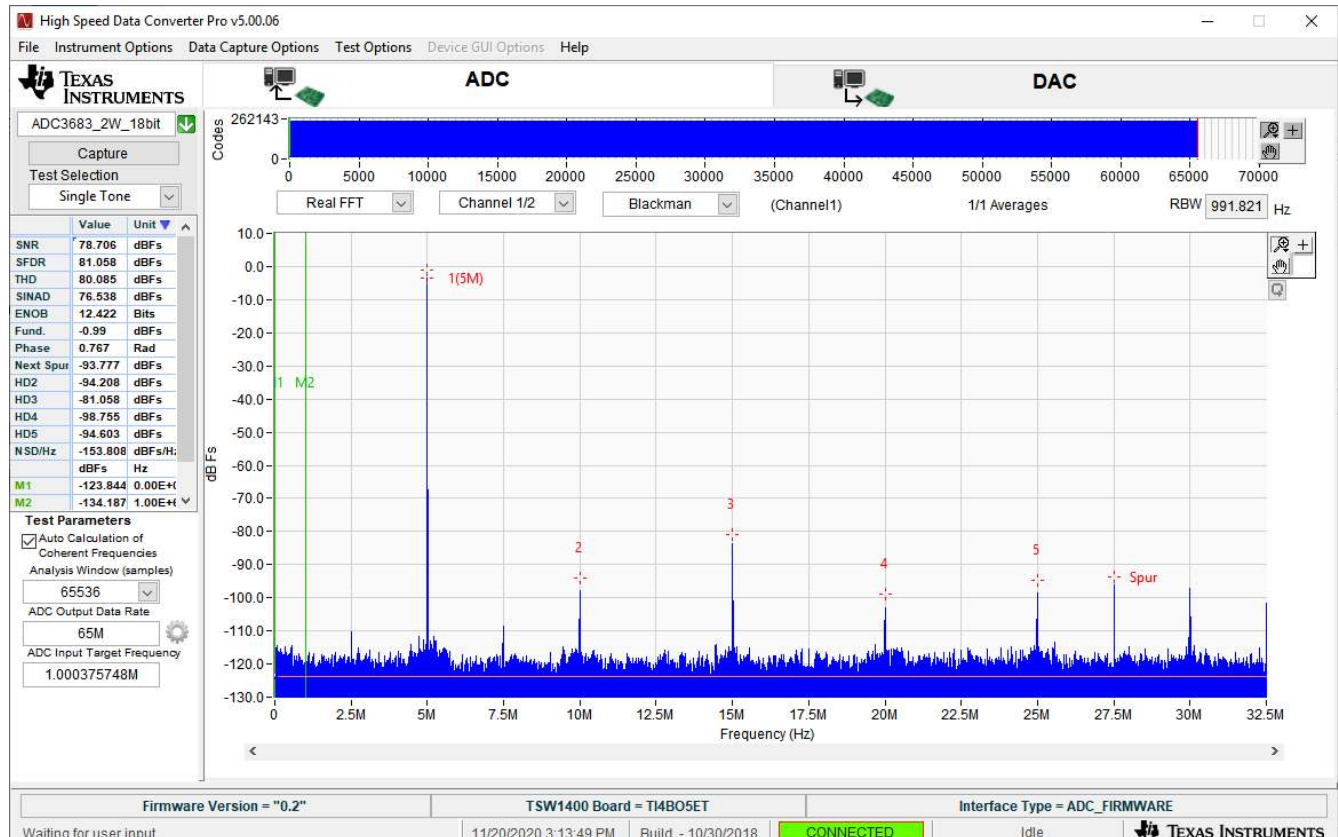 High Speed Data Converter Pro v5.00.06
File Instrument Options Data Capture Options Test Options Device GUI Options Help
TEXAS INSTRUMENTS
ADC
DAC
ADC3683_2W_18bit
Capture
Test Selection
Single Tone
Value Unit
SNR 78.706 dBFs
SFDR 81.058 dBFs
THD 80.085 dBFs
SINAD 76.538 dBFs
ENOB 12.422 Bits
Fund. -0.99 dBFs
Phase 0.767 Rad
Next Spur -93.777 dBFs
HD2 -94.208 dBFs
HD3 -81.058 dBFs
HD4 -98.755 dBFs
HD5 -94.603 dBFs
NSD/Hz -153.808 dBFs/Hz
dBFs Hz
M1 -123.844 0.00E+(
M2 -134.187 1.00E+
Test Parameters
Auto Calculation of
Coherent Frequencies
Analysis Window (samples)
65536
ADC Output Data Rate
65M
ADC Input Target Frequency
1.000375748M
Codes
262143
0
0 5000 10000 15000 20000 25000 30000 35000 40000 45000 50000 55000 60000 65000 70000
Real FFT Channel 1/2 Blackman (Channel1) 1/1 Averages RBW 991.821 Hz
dB Fs
10.0
0.0
-10.0
-20.0
-30.0
-40.0
-50.0
-60.0
-70.0
-80.0
-90.0
-100.0
-110.0
-120.0
-130.0
1 M2
1(5M)
2
3
4
5
Spur
0 2.5M 5M 7.5M 10M 12.5M 15M 17.5M 20M 22.5M 25M 27.5M 30M 32.5M
Frequency (Hz)
Firmware Version = "0.2" TSW1400 Board = TI4BO5ET Interface Type = ADC_FIRMWARE
Waiting for user input 11/20/2020 3:13:49 PM Build - 10/30/2018 CONNECTED Idle TEXAS INSTRUMENTS